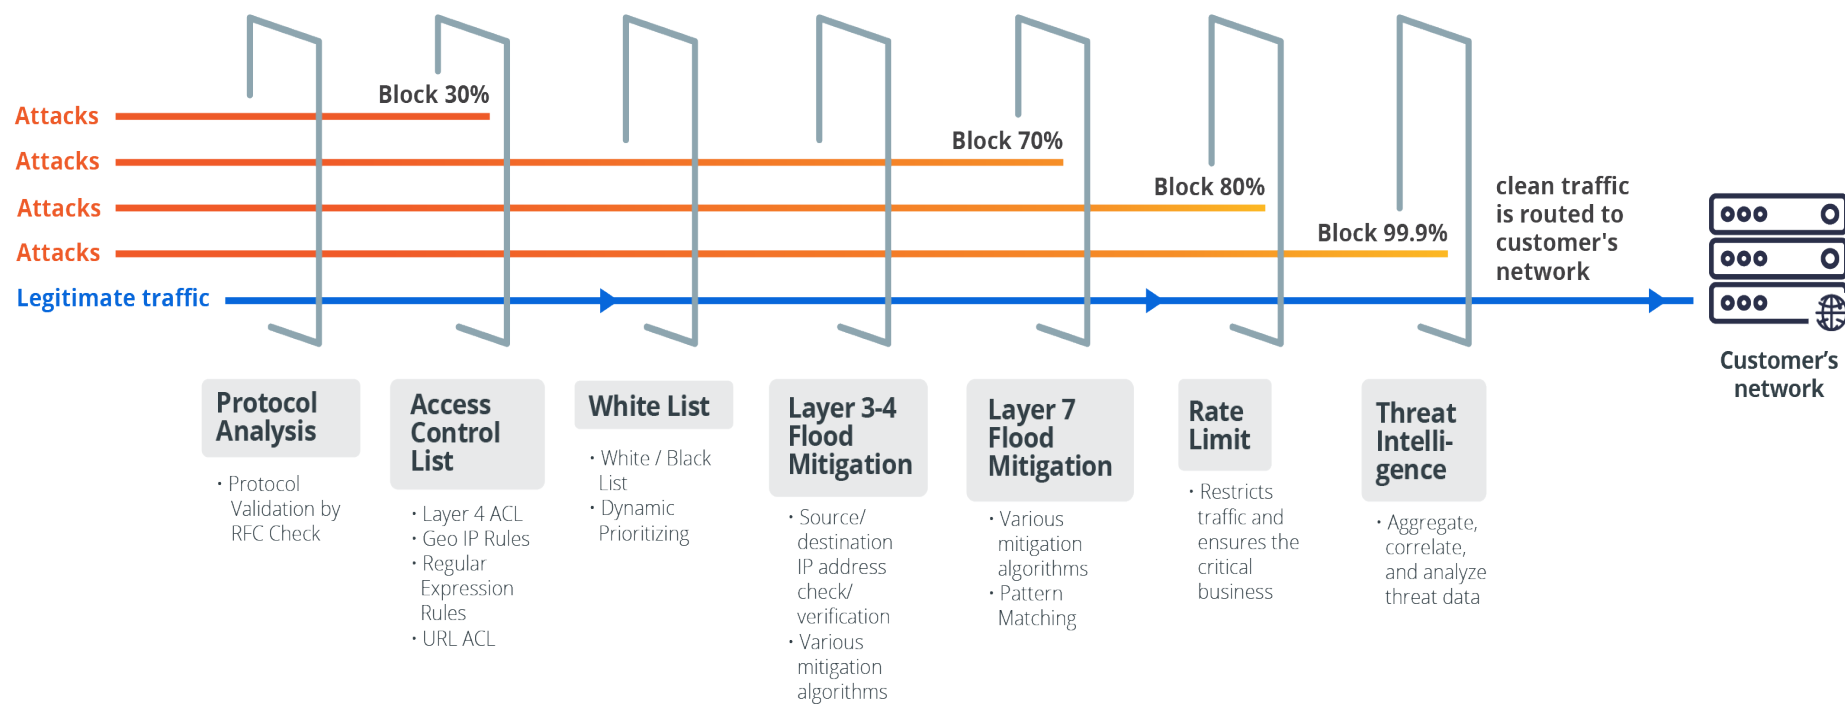 Block 30%
Attacks
Block 70%
Attacks
Block 80%
Attacks
Block 99.9%
Attacks
Legitimate traffic
clean traffic
is routed to
customer's
network
Customer’s
network
Protocol
Analysis
• Protocol
Validation by
RFC Check
Access
Control
List
• Layer 4 ACL
• Geo IP Rules
• Regular
Expression
Rules
• URL ACL
White List
• White / Black
List
• Dynamic
Prioritizing
Layer 3-4
Flood
Mitigation
• Source/
destination
IP address
check/
verification
• Various
mitigation
algorithms
Layer 7
Flood
Mitigation
• Various
mitigation
algorithms
• Pattern
Matching
Rate
Limit
• Restricts
traffic and
ensures the
critical
business
Threat
Intelli-
gence
• Aggregate,
correlate,
and analyze
threat data